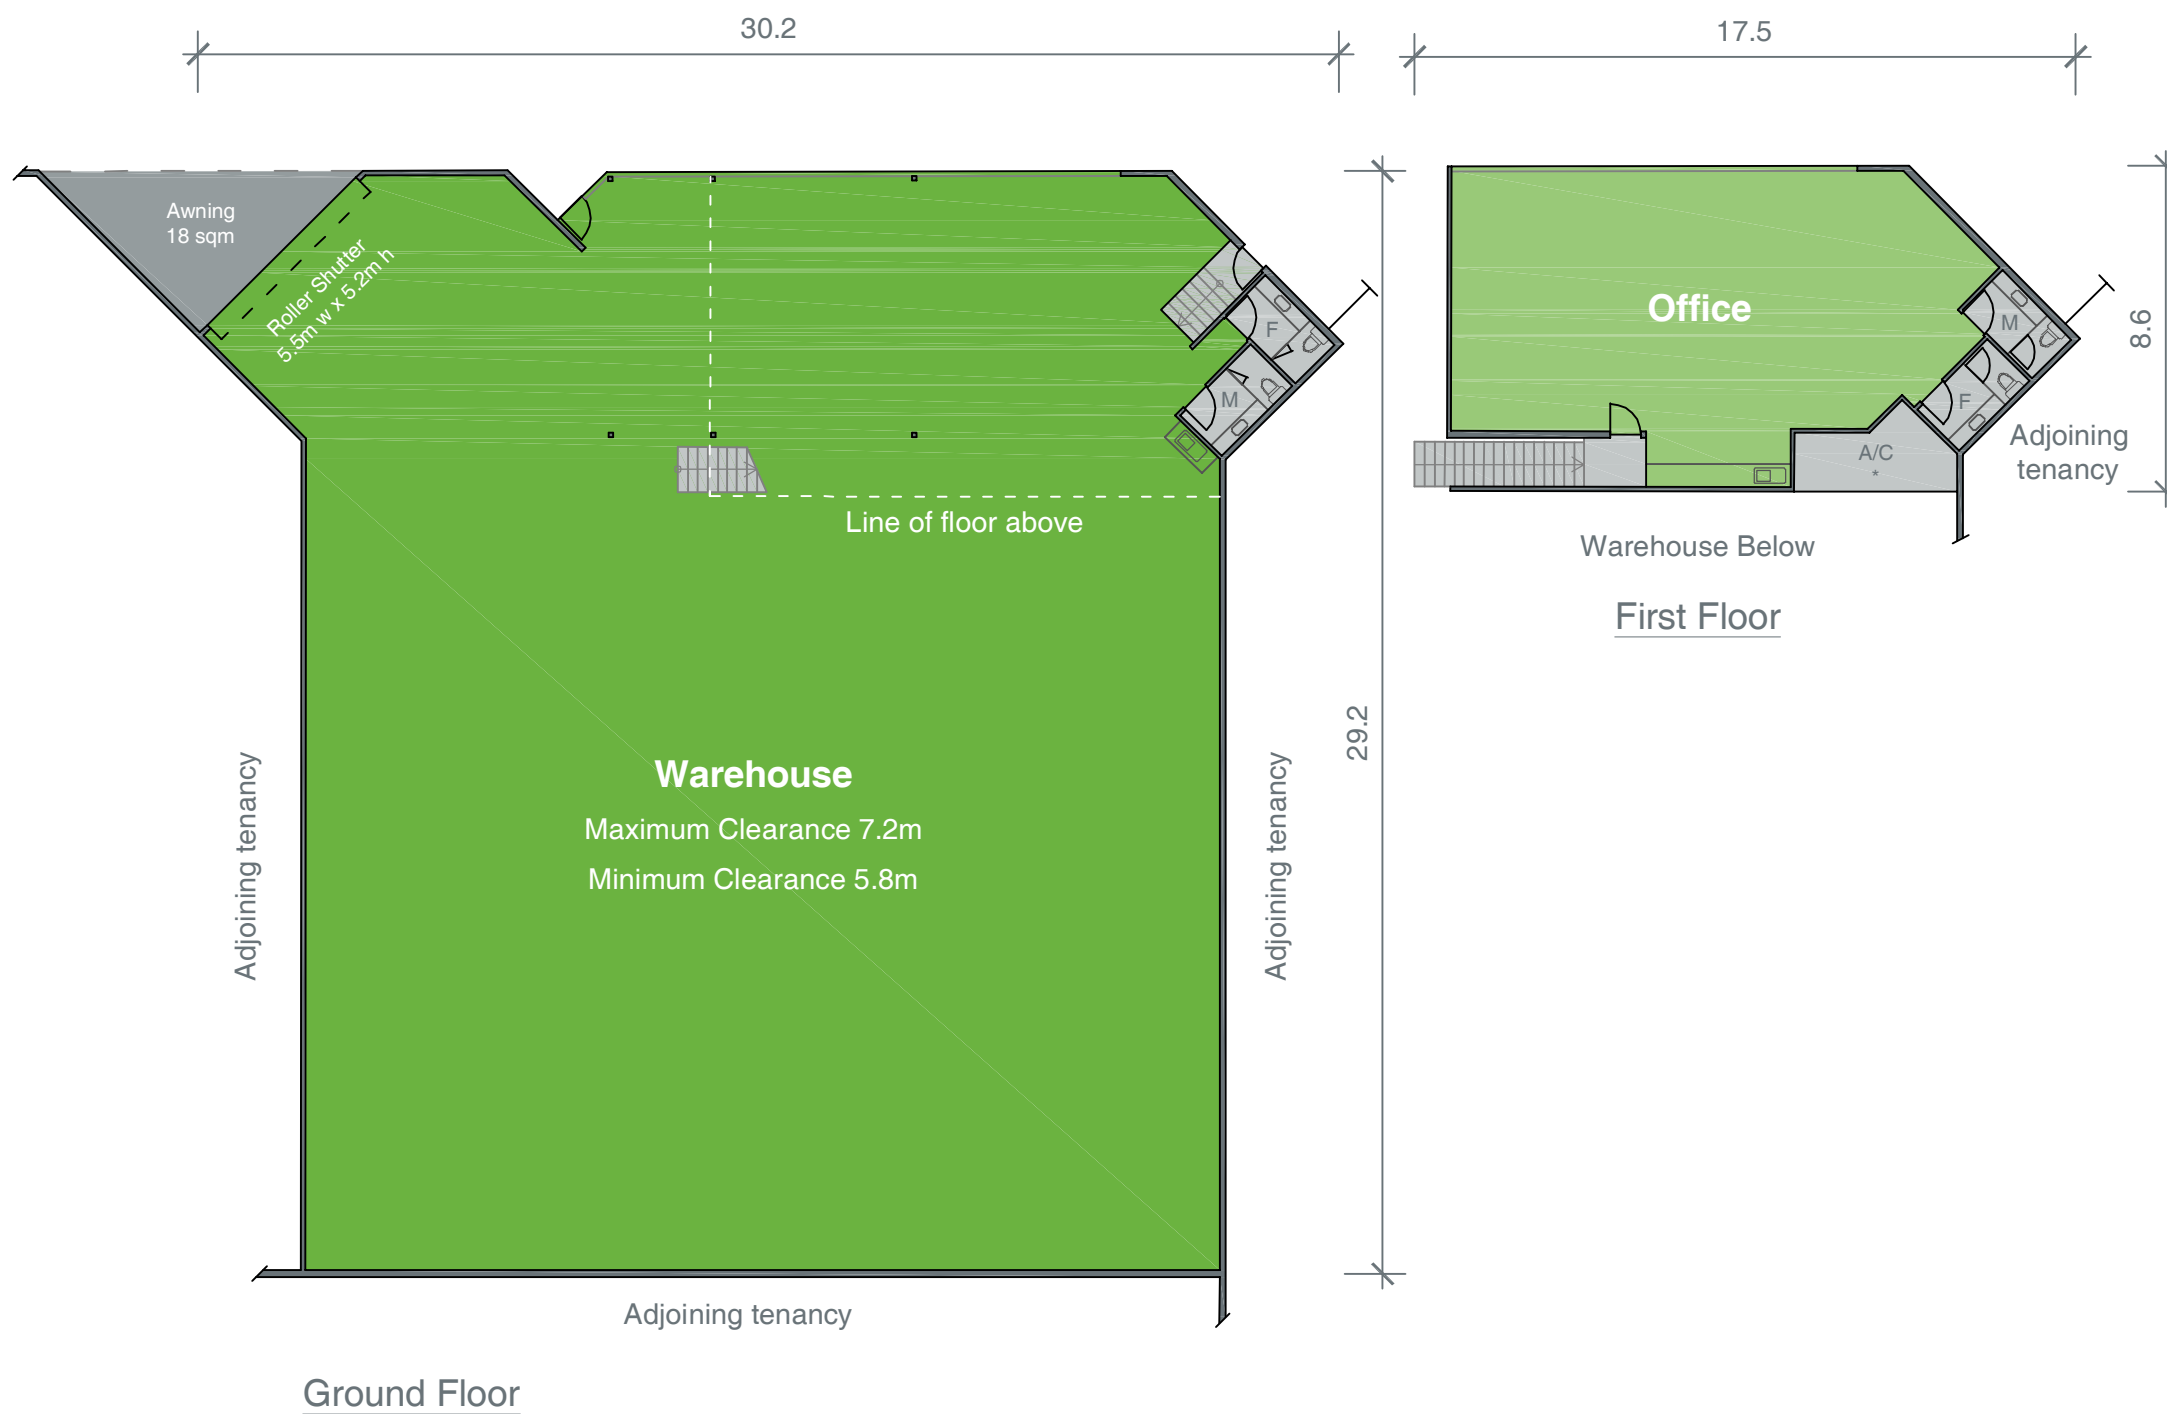 30.2
17.5
Awning
18 sqm
Roller Shutter
5.5m w x 5.2m h
F
M
Line of floor above
Warehouse
Maximum Clearance 7.2m
Minimum Clearance 5.8m
Adjoining tenancy
Adjoining tenancy
Adjoining tenancy
29.2
Ground Floor
Office
M
F
A/C
*
8.6
Adjoining
tenancy
Warehouse Below
First Floor